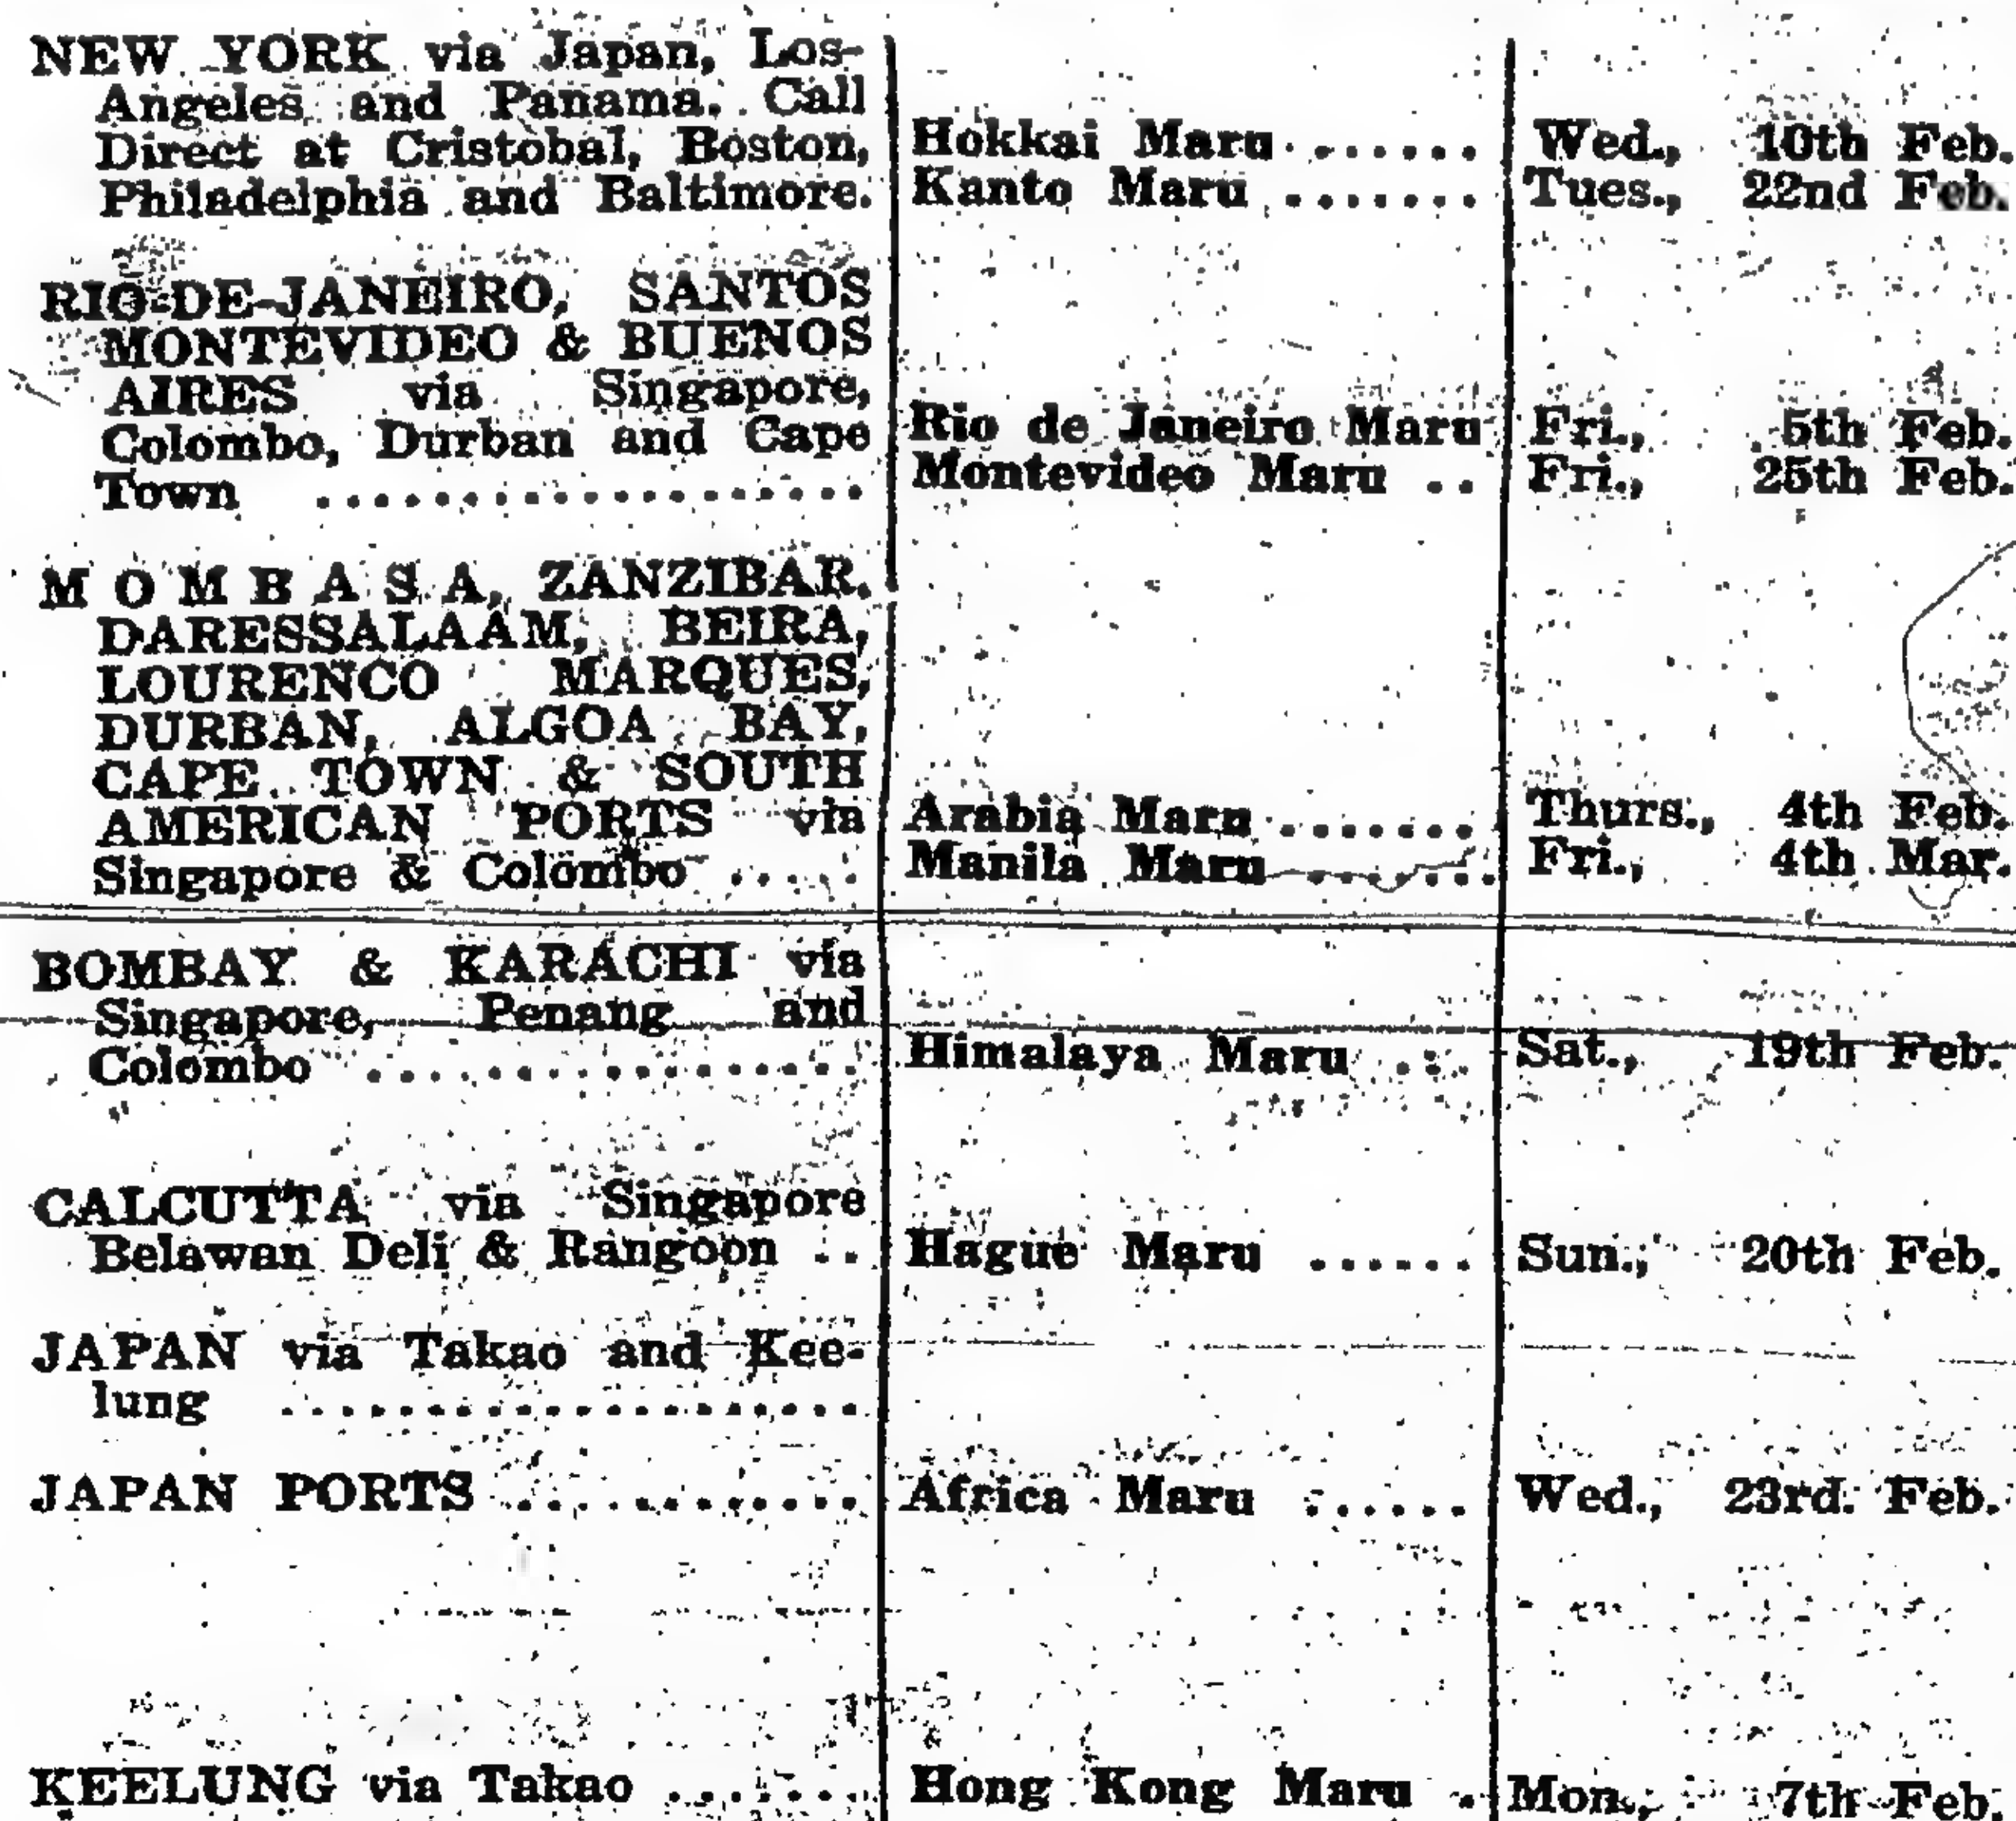 NEW YORK via Japan, Los-
Angeles and Panama. Call
Direct at Cristobal, Boston,
Philadelphia and Baltimore.
Hokkai Maru .......
Kanto Maru .......
Wed., 10th Feb.
Tues., 22nd Feb.
RIO-DE-JANEIRO, SANTOS
MONTEVIDEO & BUENOS
AIRES via Singapore,
Colombo, Durban and Cape
Town ...................
Rio de Janeiro Maru
Montevideo Maru ..
Fri., 5th Feb.
Fri., 25th Feb.
MOMBASA, ZANZIBAR,
DARESSALAAM, BEIRA,
LOURENCO MARQUES,
DURBAN, ALGOA BAY,
CAPE TOWN & SOUTH
AMERICAN PORTS via
Singapore & Colombo .....
Arabia Maru .......
Manila Maru .......
Thurs., 4th Feb.
Fri., 4th Mar.
BOMBAY & KARACHI via
Singapore, Penang and
Colombo .................
Himalaya Maru ...
Sat., 19th Feb.
CALCUTTA via Singapore
Belawan Deli & Rangoon ..
Hague Maru ......
Sun., 20th Feb.
JAPAN via Takao and Kee-
lung ....................
JAPAN PORTS ............
Africa Maru ......
Wed., 23rd. Feb.
KEELUNG via Takao .......
Hong Kong Maru .
Mon., 7th Feb.